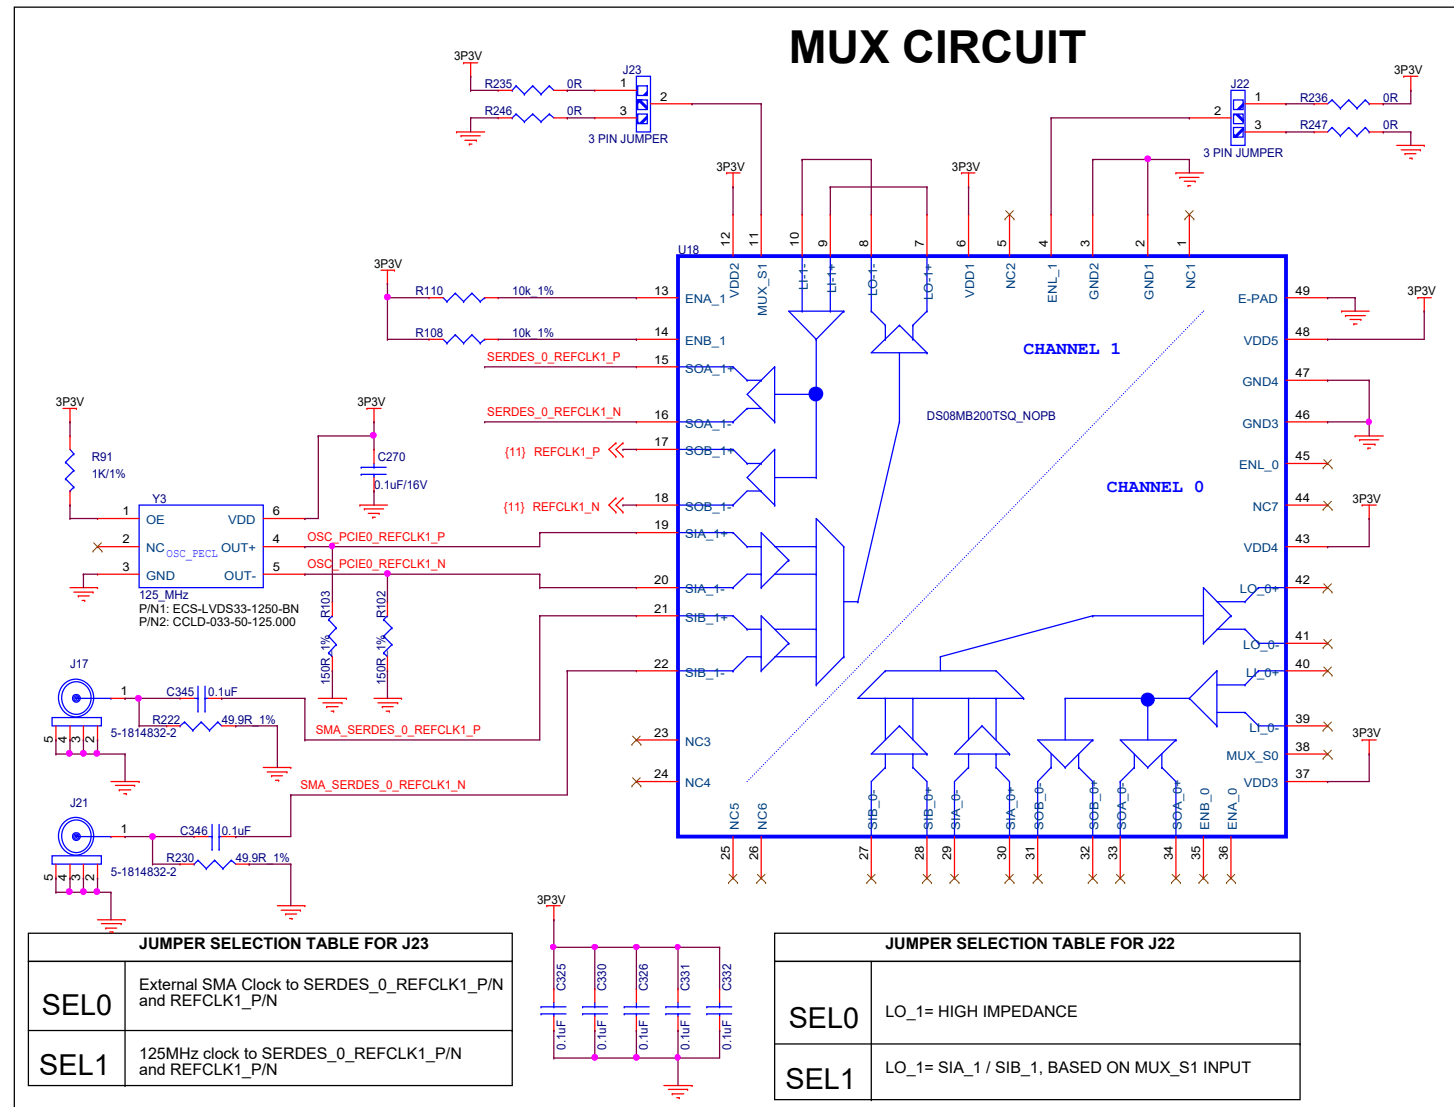 MUX CIRCUIT
3P3V
R235
0R
R246
0R
J23
1
2
3
3 PIN JUMPER
3P3V
J22
1
2
3
R236
0R
R247
0R
3 PIN JUMPER
3P3V
3P3V
12
11
10
9
8
7
6
5
4
3
2
1
U18
VDD2
MUX_S1
LI-1-
LI-1+
LO-1-
LO-1+
VDD1
NC2
ENL_1
GND2
GND1
NC1
3P3V
R110
10k_1%
13
ENA_1
R108
10k_1%
14
ENB_1
SERDES_0_REFCLK1_P
15
SOA_1+
SERDES_0_REFCLK1_N
16
SOA_1-
{11} REFCLK1_P
17
SOB_1+
{11} REFCLK1_N
18
SOB_1-
19
SIA_1+
20
SIA_1-
21
SIB_1+
22
SIB_1-
23
NC3
24
NC4
CHANNEL 1
DS08MB200TSQ_NOPB
CHANNEL 0
E-PAD
49
3P3V
VDD5
48
GND4
47
GND3
46
ENL_0
45
NC7
44
3P3V
VDD4
43
LO_0+
42
LO_0-
41
LI_0+
40
LI_0-
39
MUX_S0
38
3P3V
VDD3
37
NC5
NC6
SIB_0-
SIB_0+
SIA_0-
SIA_0+
SOB_0-
SOB_0+
SOA_0-
SOA_0+
ENB_0
ENA_0
25
26
27
28
29
30
31
32
33
34
35
36
3P3V
R91
1K/1%
3P3V
C270
0.1uF/16V
Y3
1
OE
VDD
6
2
NC
OSC_PECL
OUT+
4
3
GND
OUT-
5
125_MHz
P/N1: ECS-LVDS33-1250-BN
P/N2: CCLD-033-50-125.000
OSC_PCIE0_REFCLK1_P
OSC_PCIE0_REFCLK1_N
R103
150R_1%
R102
150R_1%
J17
1
C345
0.1uF
R222
49.9R_1%
5-1814832-2
5
4
3
2
SMA_SERDES_0_REFCLK1_P
SMA_SERDES_0_REFCLK1_N
J21
1
C346
0.1uF
R230
49.9R_1%
5-1814832-2
5
4
3
2
JUMPER SELECTION TABLE FOR J23
SEL0
External SMA Clock to SERDES_0_REFCLK1_P/N
and REFCLK1_P/N
SEL1
125MHz clock to SERDES_0_REFCLK1_P/N
and REFCLK1_P/N
3P3V
C325
C330
C326
C331
C332
0.1uF
0.1uF
0.1uF
0.1uF
0.1uF
JUMPER SELECTION TABLE FOR J22
SEL0
LO_1= HIGH IMPEDANCE
SEL1
LO_1= SIA_1 / SIB_1, BASED ON MUX_S1 INPUT